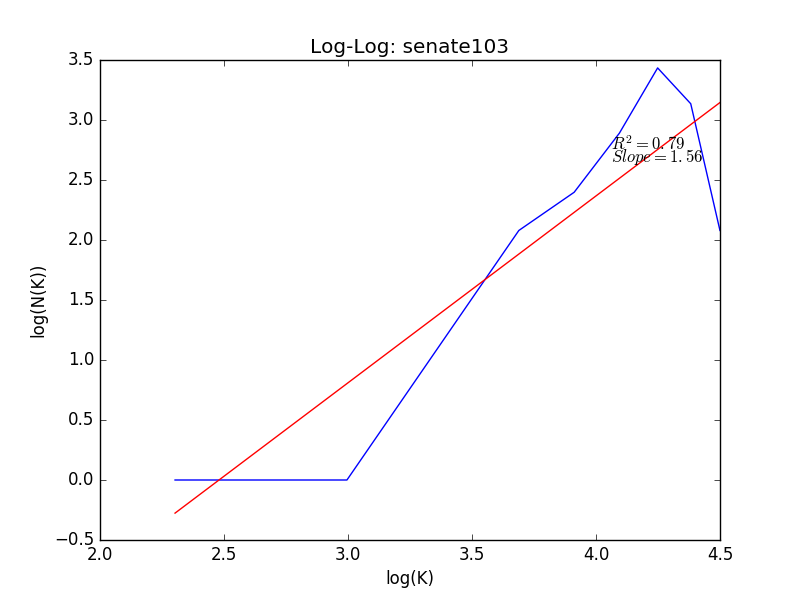 Log-Log: senate103
3.5
3.0
2.5
2.0
1.5
1.0
0.5
0.0
−0.5
log(N(K))
R² = 0.79
Slope = 1.56
2.0 2.5 3.0 3.5 4.0 4.5
log(K)